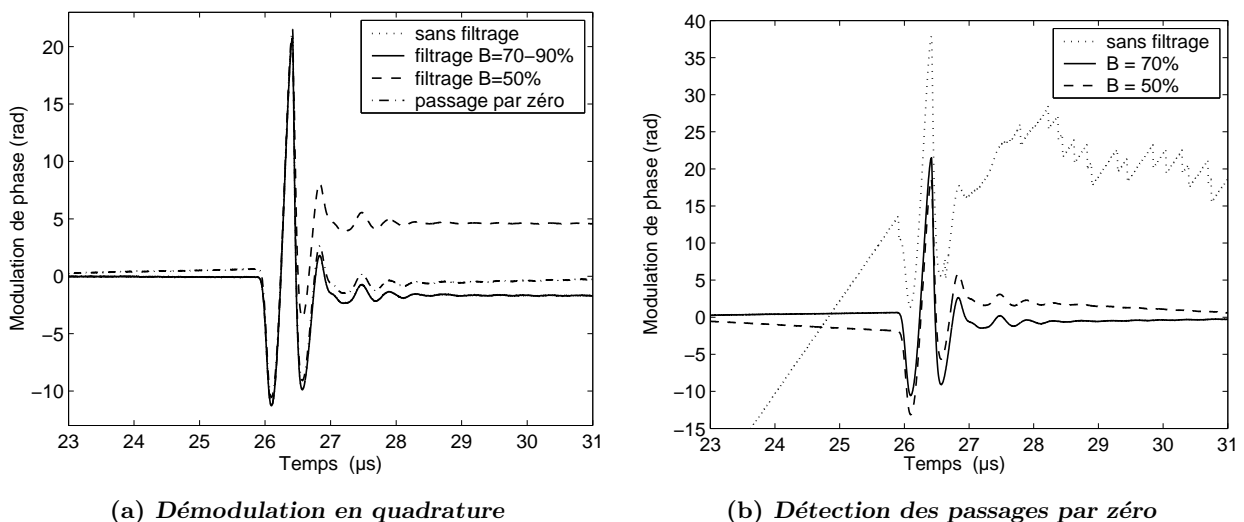 sans filtrage
filtrage B=70−90%
filtrage B=50%
passage par zéro
Modulation de phase (rad)
20
15
10
5
0
−5
−10
23 24 25 26 27 28 29 30 31
Temps (µs)
(a) Démodulation en quadrature
sans filtrage
B = 70%
B = 50%
Modulation de phase (rad)
40
35
30
25
20
15
10
5
0
−5
−10
−15
23 24 25 26 27 28 29 30 31
Temps (µs)
(b) Détection des passages par zéro